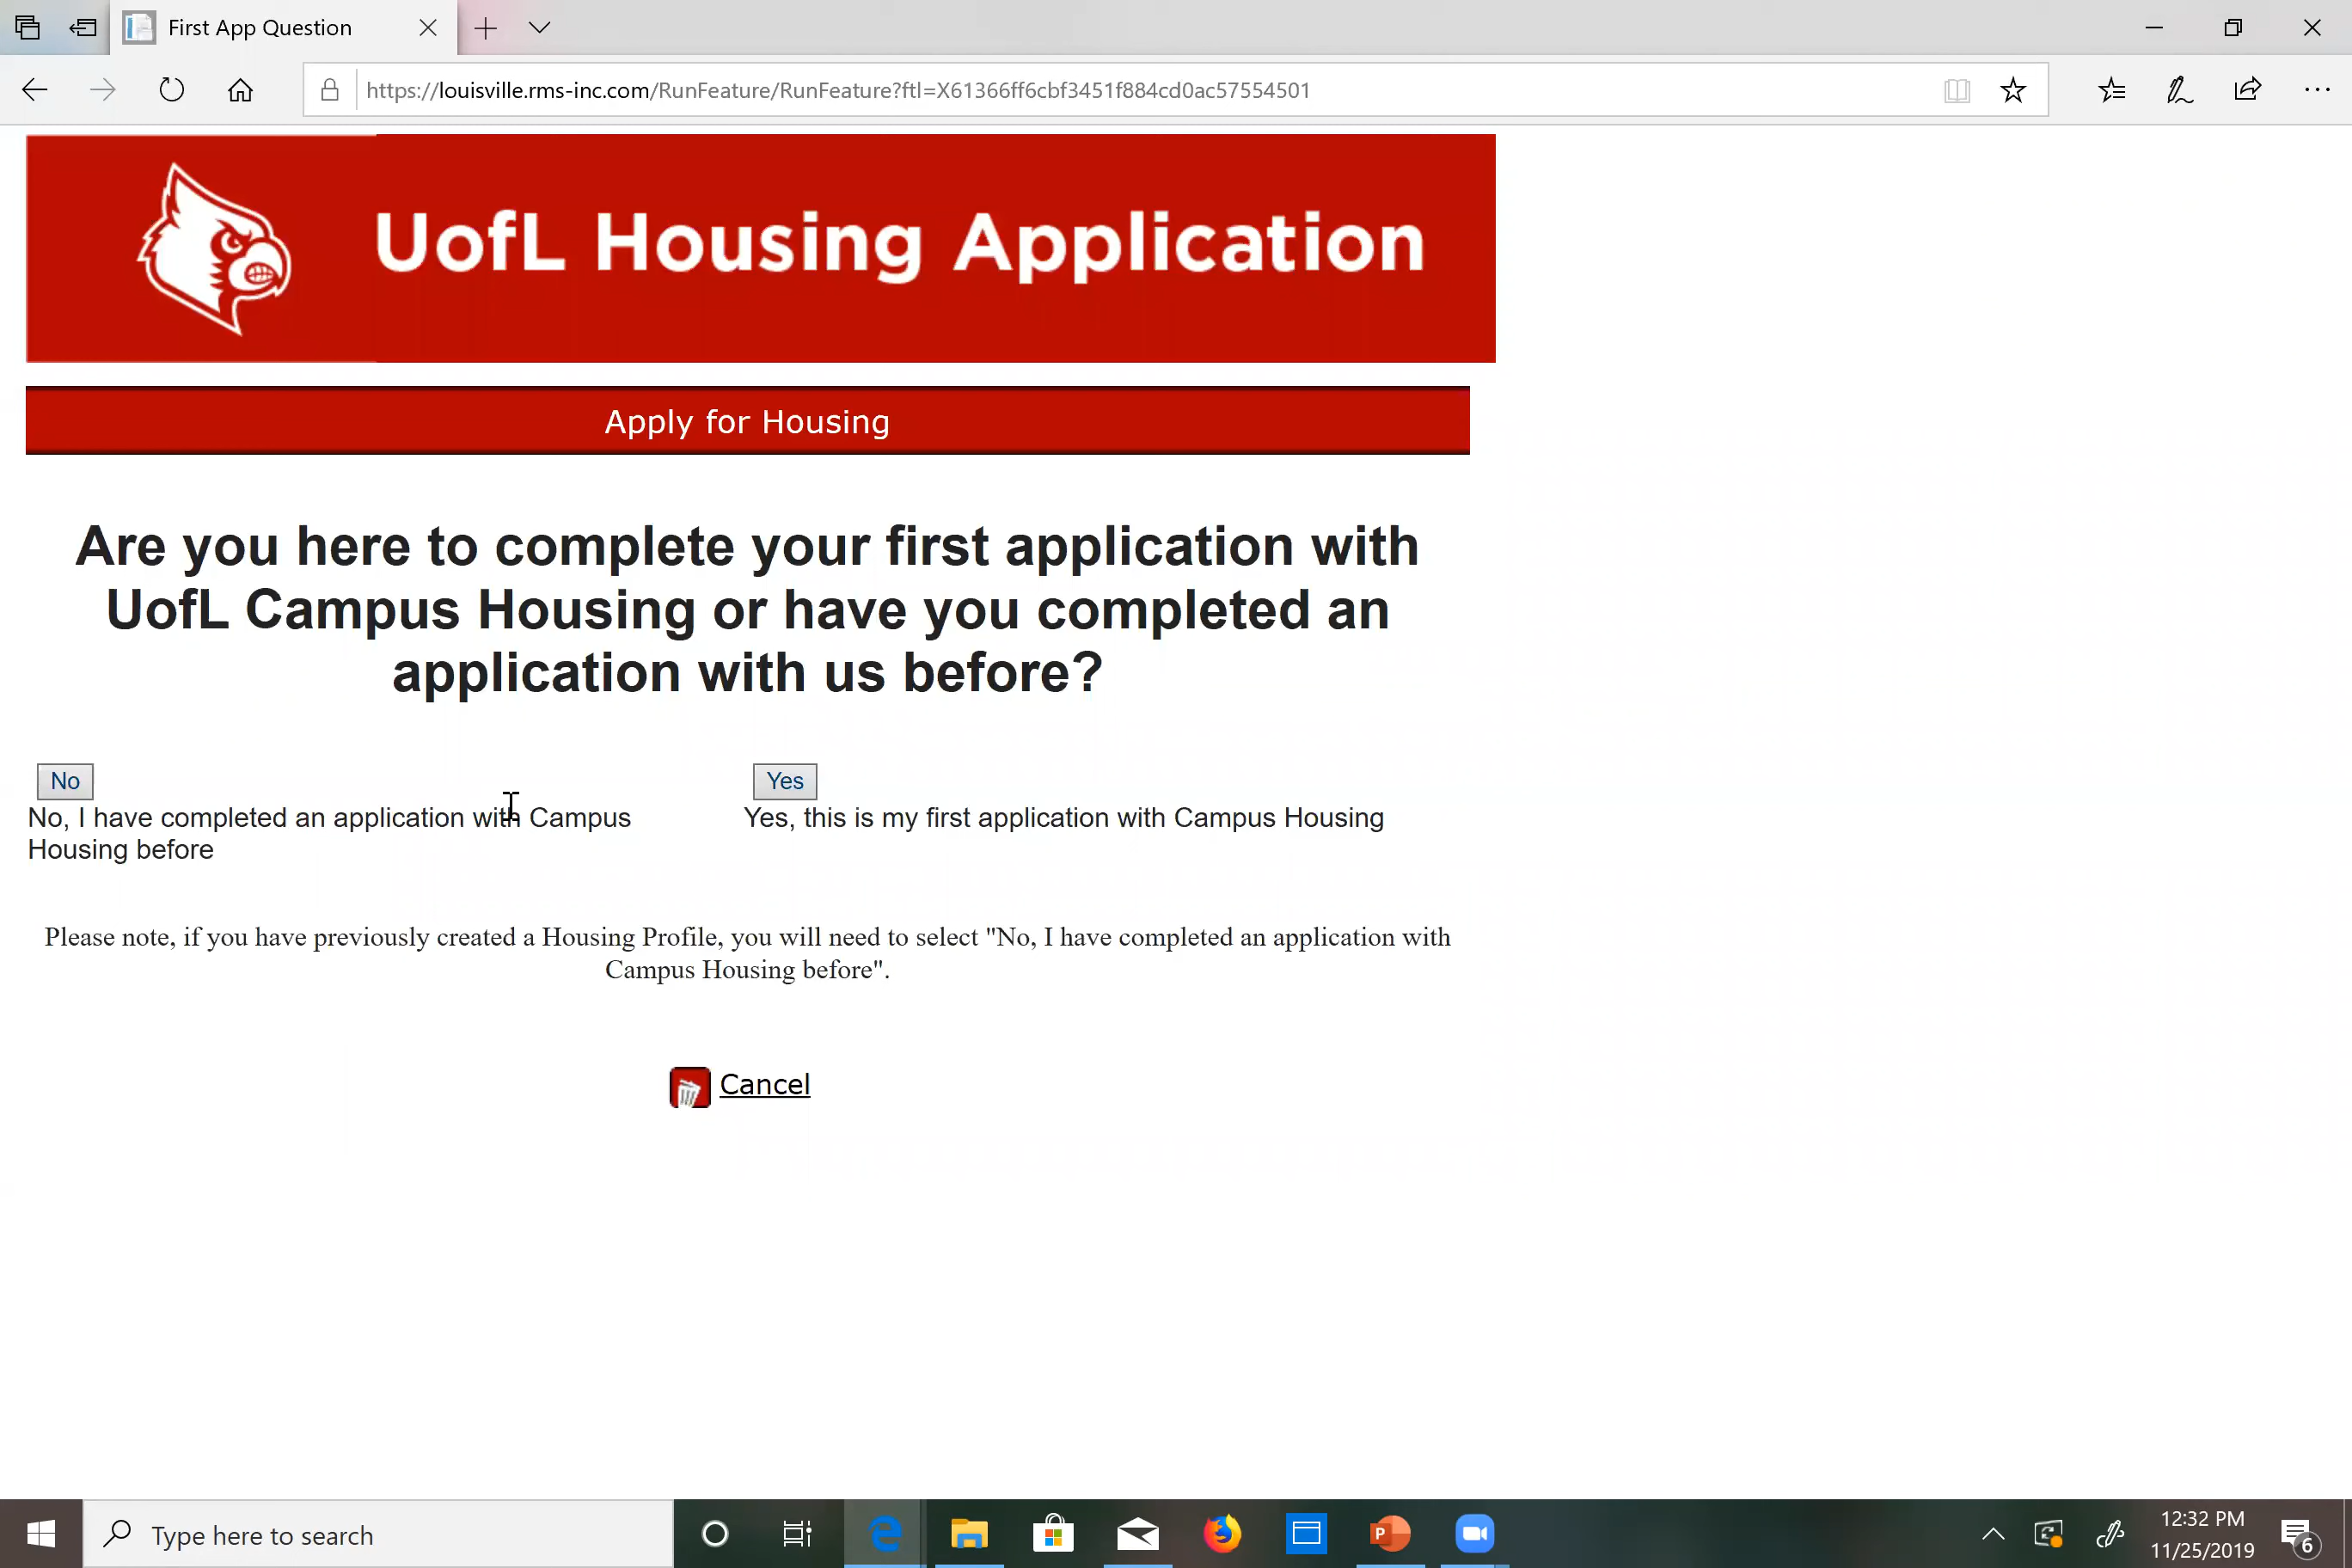 First App Question
https://louisville.rms-inc.com/RunFeature/RunFeature?ftl=X61366ff6cbf3451f884cd0ac57554501
UofL Housing Application
Apply for Housing
Are you here to complete your first application with
UofL Campus Housing or have you completed an
application with us before?
No
No, I have completed an application with Campus
Housing before
Yes
Yes, this is my first application with Campus Housing
Please note, if you have previously created a Housing Profile, you will need to select "No, I have completed an application with
Campus Housing before".
Cancel
Type here to search
P
12:32 PM
11/25/2019
6